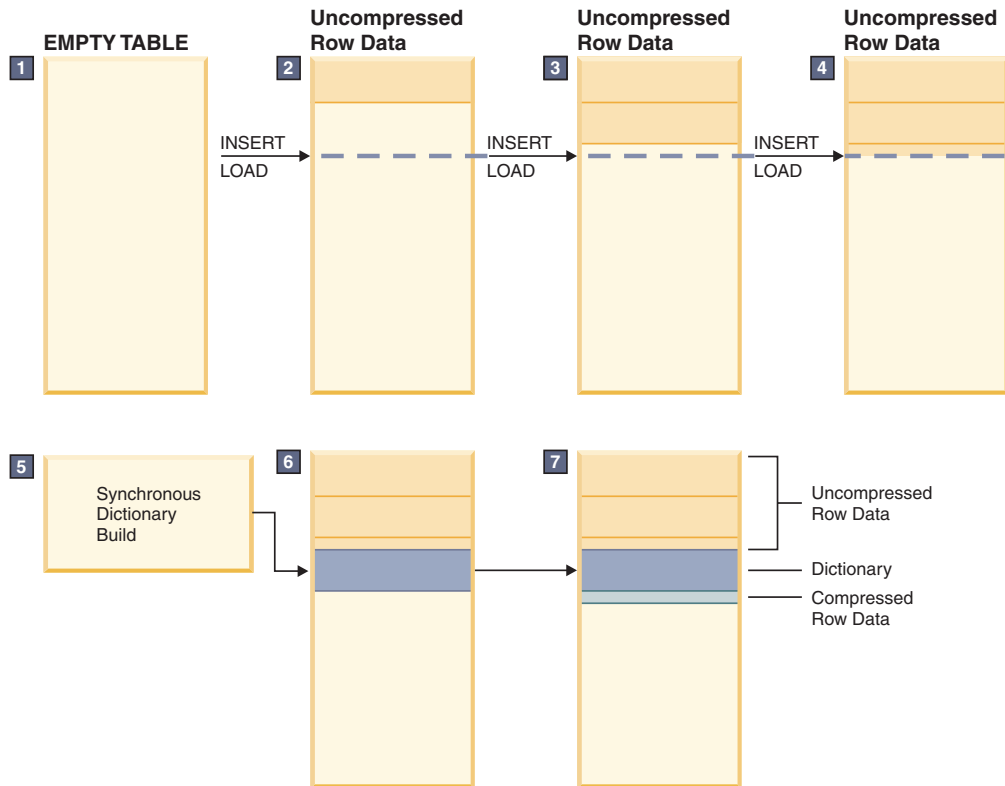 EMPTY TABLE
1
Uncompressed
Row Data
2
Uncompressed
Row Data
3
Uncompressed
Row Data
4
INSERT
LOAD
INSERT
LOAD
INSERT
LOAD
5
Synchronous
Dictionary
Build
6
7
Uncompressed
Row Data
Dictionary
Compressed
Row Data